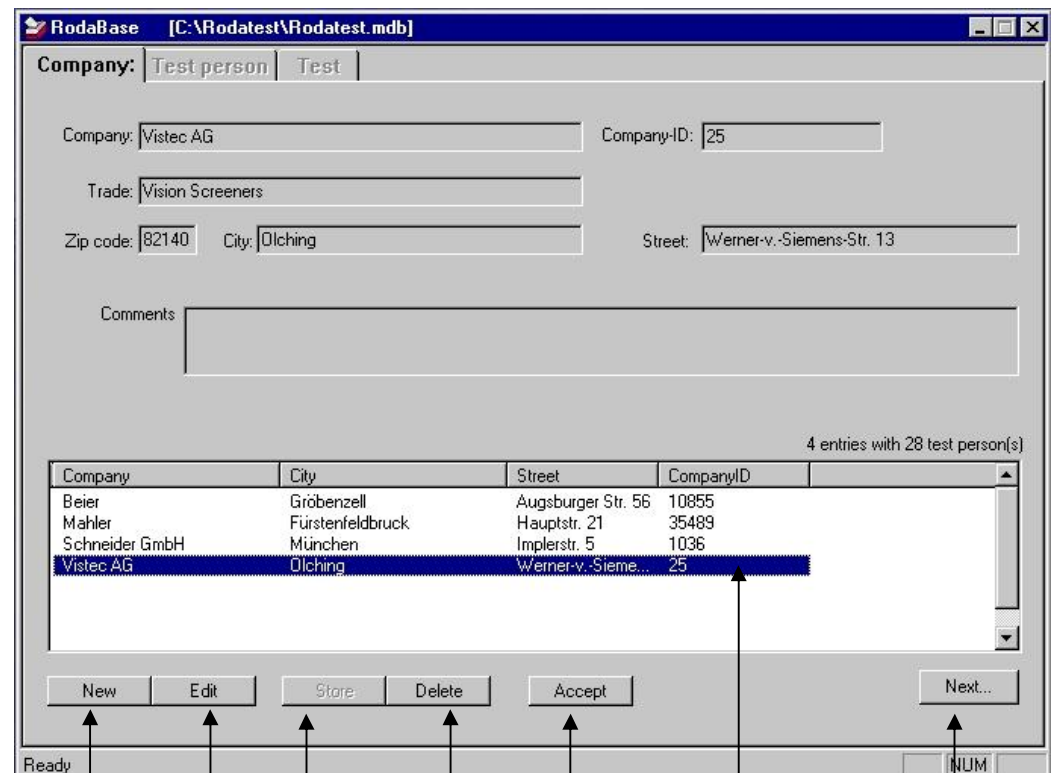 RodaBase [C:\Rodatest\Rodatest.mdb]
Company: Test person Test
Company: Vistec AG Company-ID: 25
Trade: Vision Screeners
Zip code: 82140 City: Olching Street: Werner-v.-Siemens-Str. 13
Comments
4 entries with 28 test person(s)
Company City Street CompanyID
Beier Gröbenzell Augsburger Str. 56 10855
Mahler Fürstenfeldbruck Hauptstr. 21 35489
Schneider GmbH München Implerstr. 5 1036
Vistec AG Olching Werner-v.-Sieme... 25
New Edit Store Delete Accept Next...
Ready NUM